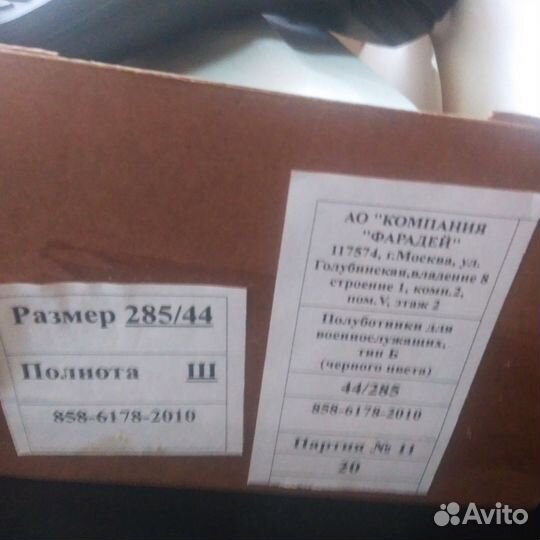 Размер 285/44
Полнота Ш
858-6178-2010
АО "КОМПАНИЯ
"ФАРАДЕЙ"
117574, г.Москва, ул.
Голубинская,владение 8
строение 1, комн.2,
пом.V, этаж 2
Полуботинки для
военнослужащих,
тип Б
(черного цвета)
44/285
858-6178-2010
Партия № 11
20
Avito